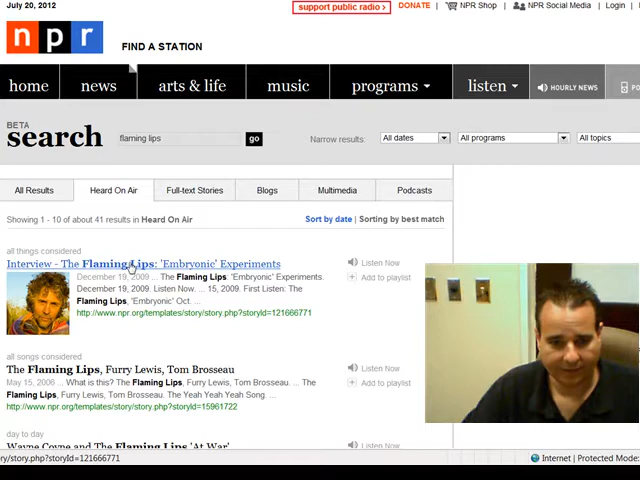 July 20, 2012
support public radio >
DONATE
NPR Shop
NPR Social Media
Login
n p r
FIND A STATION
home
news
arts & life
music
programs
listen
HOURLY NEWS
PO
BETA
search
flaming lips
go
Narrow results:
All dates
All programs
All topics
All Results
Heard On Air
Full-text Stories
Blogs
Multimedia
Podcasts
Showing 1 - 10 of about 41 results in Heard On Air
Sort by date | Sorting by best match
all things considered
Interview - The Flaming Lips: 'Embryonic' Experiments
Listen Now
December 19, 2009 ... The Flaming Lips: 'Embryonic' Experiments.
Add to playlist
December 19, 2009. Listen Now. ... 15, 2009. First Listen: The
Flaming Lips, 'Embryonic' Oct. ...
http://www.npr.org/templates/story/story.php?storyId=121666771
all songs considered
The Flaming Lips, Furry Lewis, Tom Brosseau
Listen Now
May 15, 2006 ... What is this? The Flaming Lips, Furry Lewis, Tom Brosseau. ... The
Add to playlist
Flaming Lips, Furry Lewis, Tom Brosseau. The Yeah Yeah Yeah Song. ...
http://www.npr.org/templates/story/story.php?storyId=15961722
day to day
Wayne Coyne and The Flaming Lips 'At War'
Listen Now
ry/story.php?storyId=121666771
Internet | Protected Mode: